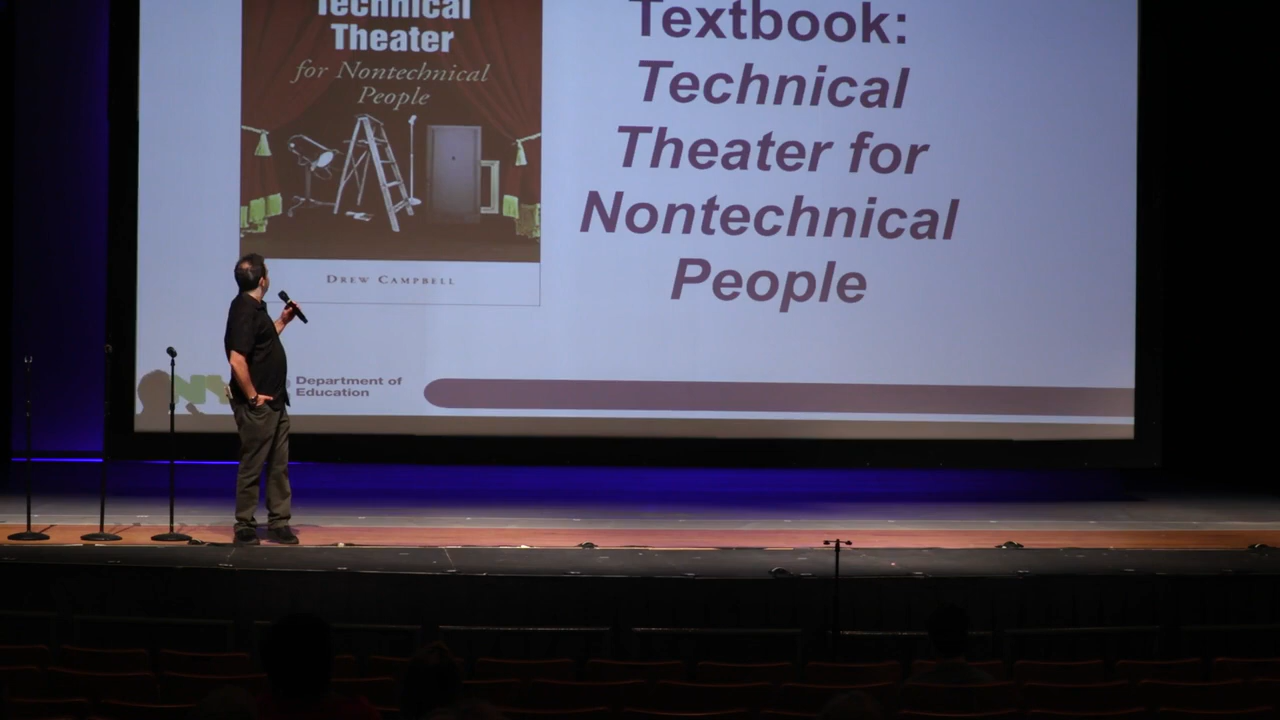 Technical
Theater
for Nontechnical
People
DREW CAMPBELL
Textbook:
Technical
Theater for
Nontechnical
People
Department of
Education